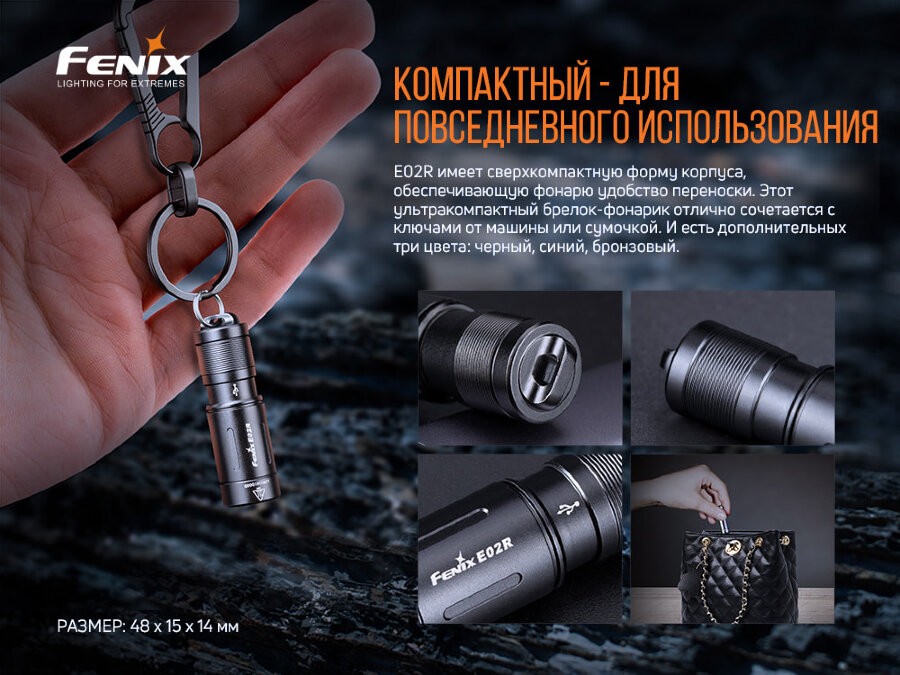 FENIX
LIGHTING FOR EXTREMES
КОМПАКТНЫЙ - ДЛЯ
ПОВСЕДНЕВНОГО ИСПОЛЬЗОВАНИЯ
E02R имеет сверхкомпактную форму корпуса,
обеспечивающую фонарю удобство переноски. Этот
ультракомпактный брелок-фонарик отлично сочетается с
ключами от машины или сумочкой. И есть дополнительных
три цвета: черный, синий, бронзовый.
FENIX E02R
FENIX E02R
РАЗМЕР: 48 x 15 x 14 мм